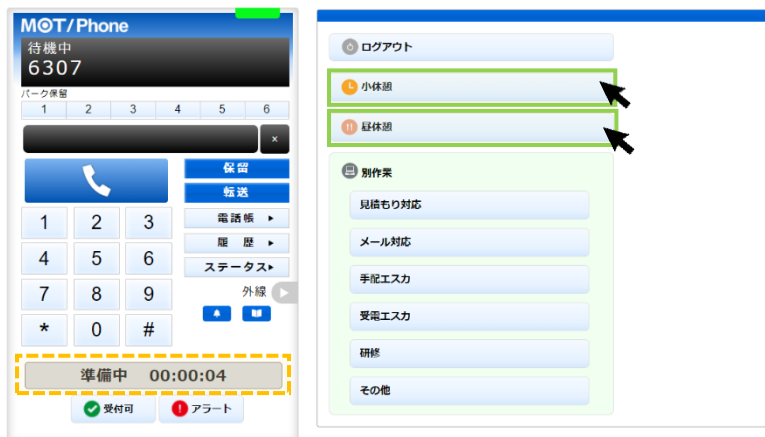 MOT/Phone
待機中
6307
パーク保留
1 2 3 4 5 6
×
保留
転送
電話帳 ▶
履 歴 ▶
ステータス▶
外線
1 2 3
4 5 6
7 8 9
* 0 #
準備中 00:00:04
受付可
アラート
ログアウト
小休憩
昼休憩
別作業
見積もり対応
メール対応
手配エスカ
受電エスカ
研修
その他